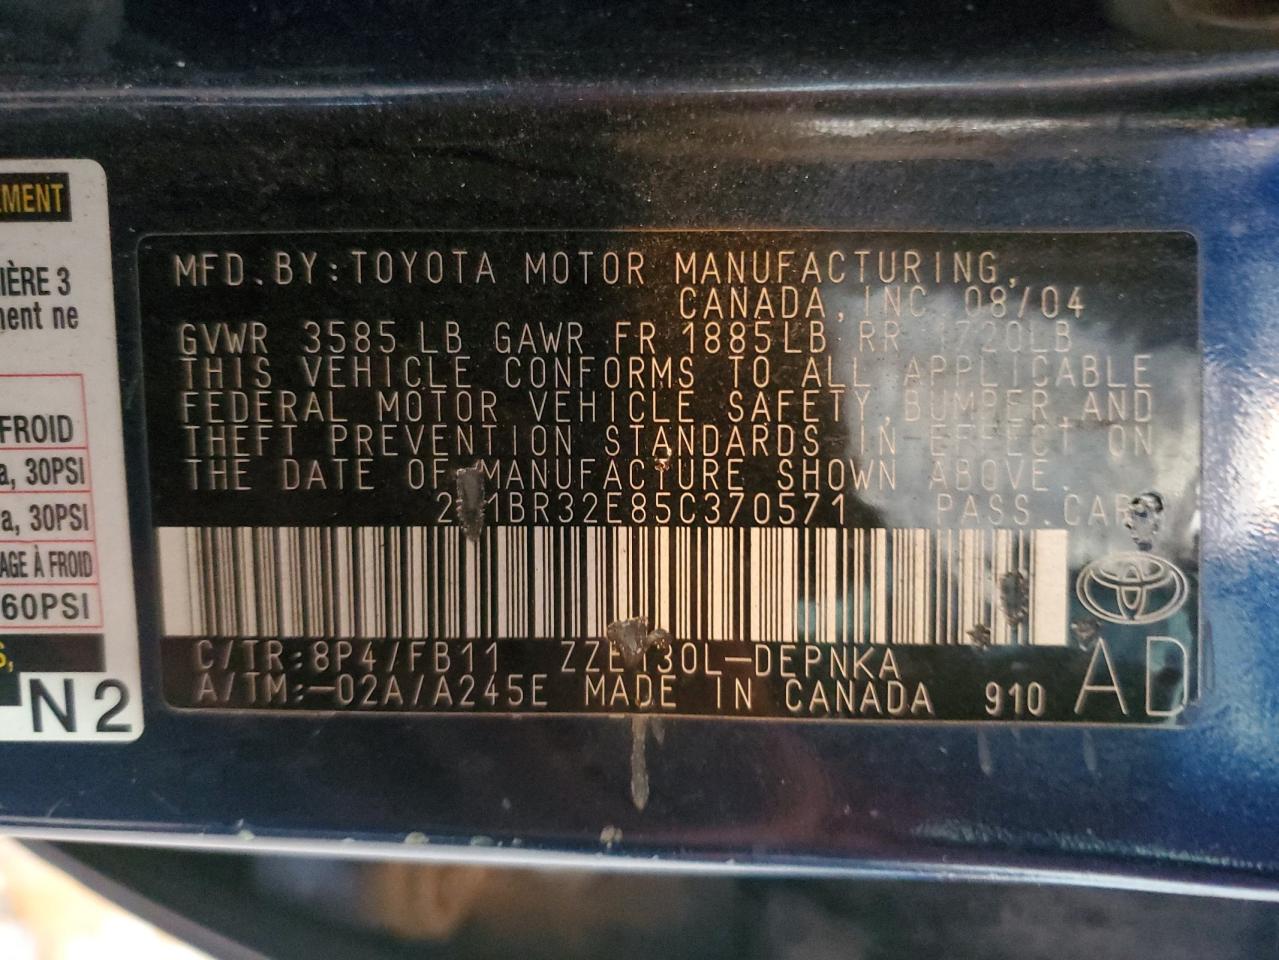 EMENT
IÈRE 3
ment ne
FROID
a, 30PSI
a, 30PSI
AGE À FROID
60PSI
S,
N2
MFD.BY:TOYOTA MOTOR MANUFACTURING,
CANADA,INC 08/04
GVWR 3585LB GAWR FR 1885LB RR 1720LB
THIS VEHICLE CONFORMS TO ALL APPLICABLE
FEDERAL MOTOR VEHICLE SAFETY,BUMPER,AND
THEFT PREVENTION STANDARDS IN EFFECT ON
THE DATE OF MANUFACTURE SHOWN ABOVE.
PASS.CAR
C/TR:8P4/FB11 ZZE130L-DEPNKA
A/TM:-02A/A245E MADE IN CANADA 910
AD